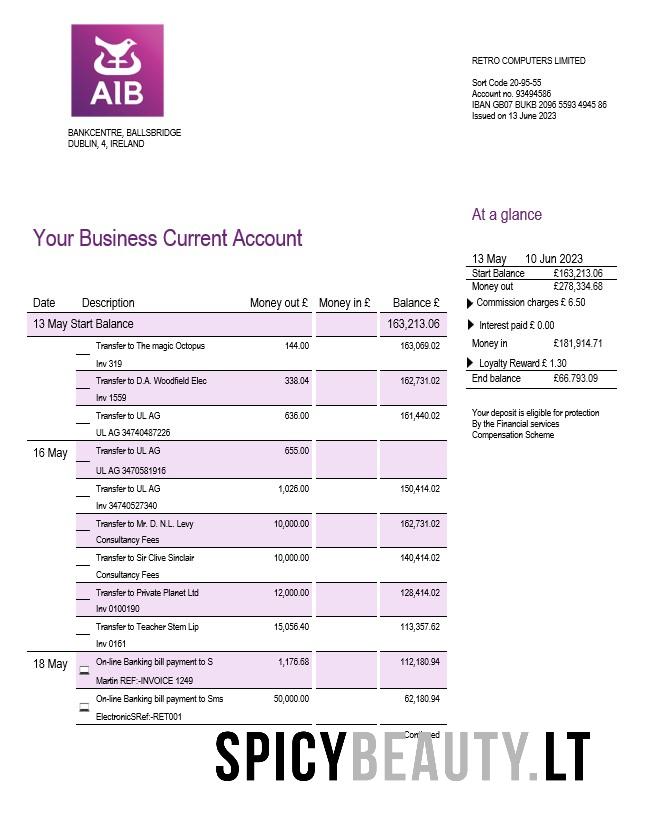 AIB
BANKCENTRE, BALLSBRIDGE
DUBLIN, 4, IRELAND
RETRO COMPUTERS LIMITED
Sort Code 20-95-55
Account no. 93494586
IBAN GB07 BUKB 2096 5593 4945 86
Issued on 13 June 2023
At a glance
13 May 10 Jun 2023
Start Balance £163,213.06
Money out £278,334.68
Commission charges £ 6.50
Interest paid £ 0.00
Money in £181,914.71
Loyalty Reward £ 1.30
End balance £66.793.09
Your deposit is eligible for protection
By the Financial services
Compensation Scheme
Your Business Current Account
Date Description Money out £ Money in £ Balance £
13 May Start Balance 163,213.06
Transfer to The magic Octopus 144.00 163,069.02
Inv 319
Transfer to D.A. Woodfield Elec 338.04 162,731.02
Inv 1559
Transfer to UL AG 636.00 161,440.02
UL AG 34740487226
16 May Transfer to UL AG 655.00
UL AG 3470581916
Transfer to UL AG 1,026.00 150,414.02
Inv 34740527340
Transfer to Mr. D. N.L. Levy 10,000.00 162,731.02
Consultancy Fees
Transfer to Sir Clive Sinclair 10,000.00 140,414.02
Consultancy Fees
Transfer to Private Planet Ltd 12,000.00 128,414.02
Inv 0100190
Transfer to Teacher Stem Lip 15,056.40 113,357.62
Inv 0161
18 May On-line Banking bill payment to S 1,176.68 112,180.94
Martin REF:-INVOICE 1249
On-line Banking bill payment to Sms 50,000.00 62,180.94
ElectronicSRef:-RET001
Continued
SPICYBEAUTY.LT